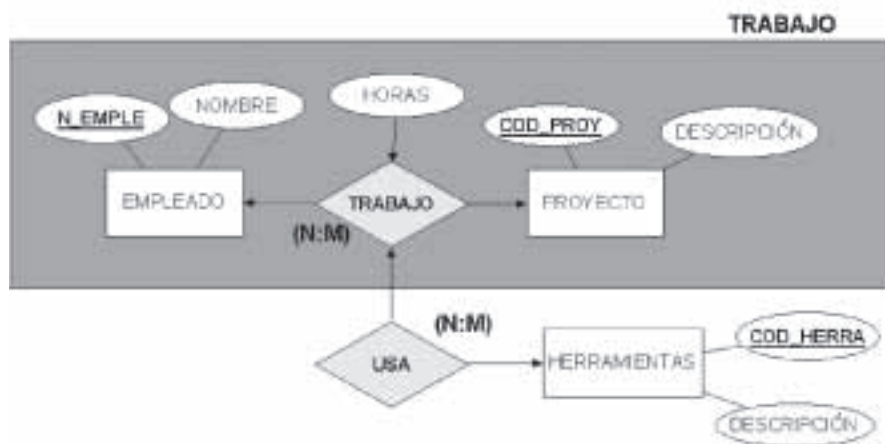 TRABAJO
HORAS
N_EMPLE
NOMBRE
COD_PROY
DESCRIPCIÓN
EMPLEADO
TRABAJO
PROYECTO
(N:M)
(N:M)
COD_HERRA
USA
HERRAMIENTAS
DESCRIPCIÓN